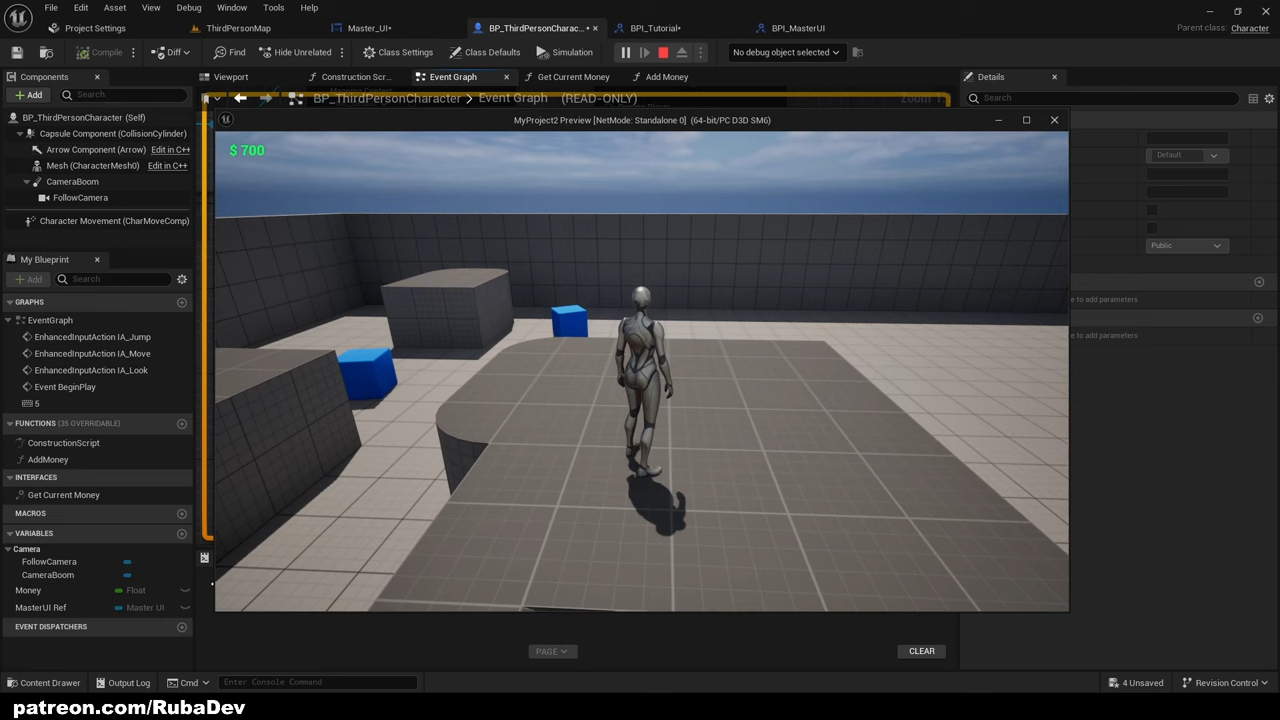 File Edit Asset View Debug Window Tools Help
Project Settings
ThirdPersonMap
Master_UI•
BP_ThirdPersonCharac... •
BPI_Tutorial•
BPI_MasterUI
Parent class: Character
Compile
Diff
Find
Hide Unrelated
Class Settings
Class Defaults
Simulation
No debug object selected
Components
Viewport
Construction Scr...
Event Graph
Get Current Money
Add Money
Details
+ Add
Search
BP_ThirdPersonCharacter > Event Graph (READ-ONLY)
Search
BP_ThirdPersonCharacter (Self)
Capsule Component (CollisionCylinder)
Arrow Component (Arrow) Edit in C++
Mesh (CharacterMesh0) Edit in C++
CameraBoom
FollowCamera
Character Movement (CharMoveComp)
MyProject2 Preview [NetMode: Standalone 0] (64-bit/PC D3D SM6)
$ 700
Default
Public
e to add parameters
e to add parameters
My Blueprint
+ Add
Search
GRAPHS
EventGraph
EnhancedInputAction IA_Jump
EnhancedInputAction IA_Move
EnhancedInputAction IA_Look
Event BeginPlay
5
FUNCTIONS (35 OVERRIDABLE)
ConstructionScript
AddMoney
INTERFACES
Get Current Money
MACROS
VARIABLES
Camera
FollowCamera
CameraBoom
Money Float
MasterUI Ref Master UI
EVENT DISPATCHERS
PAGE
CLEAR
Content Drawer
Output Log
Cmd
Enter Console Command
4 Unsaved
Revision Control
patreon.com/RubaDev